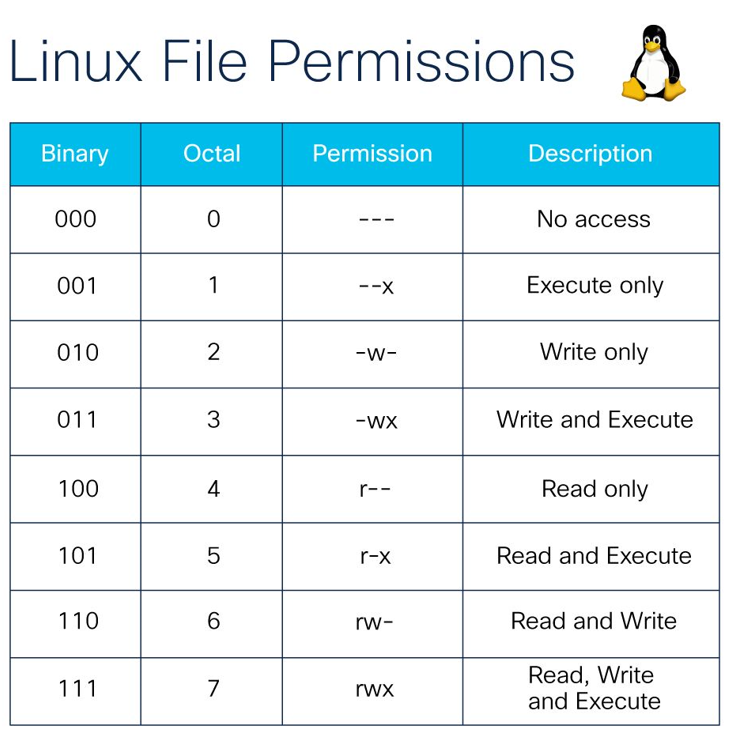 Linux File Permissions
Binary Octal Permission Description
000 0 --- No access
001 1 --x Execute only
010 2 -w- Write only
011 3 -wx Write and Execute
100 4 r-- Read only
101 5 r-x Read and Execute
110 6 rw- Read and Write
111 7 rwx Read, Write
and Execute